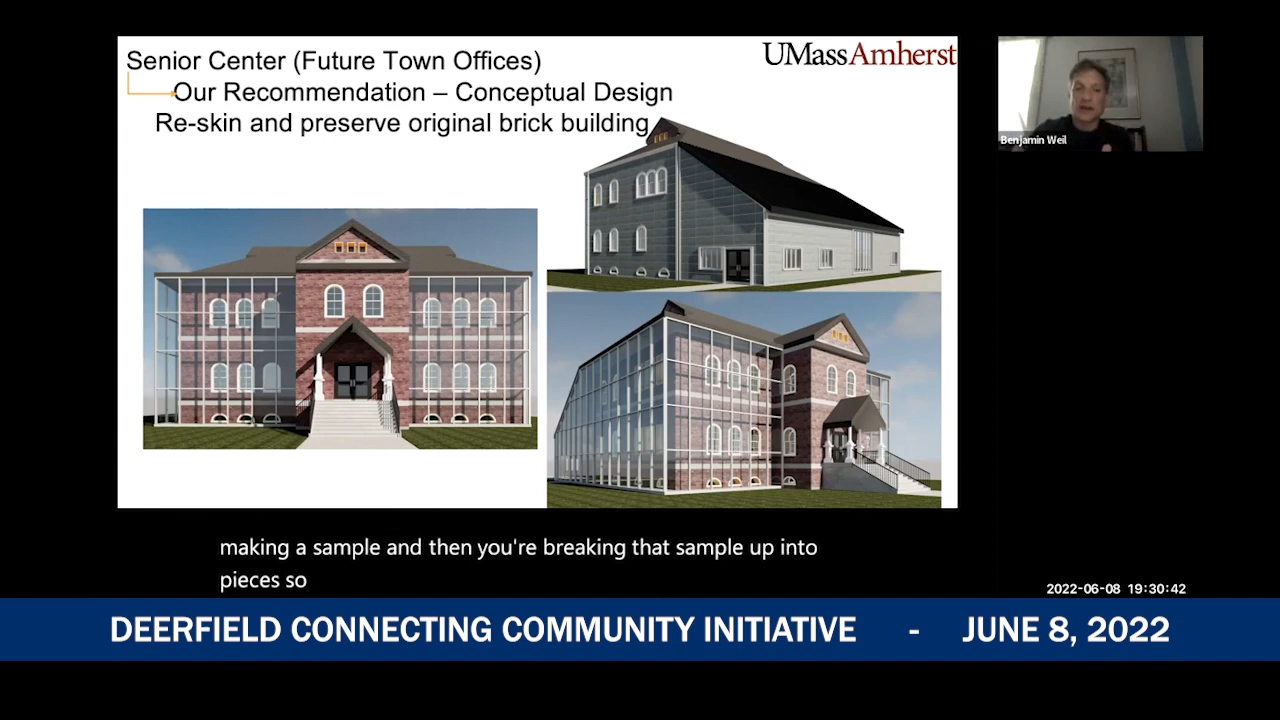 Senior Center (Future Town Offices)
UMassAmherst
Our Recommendation – Conceptual Design
Re-skin and preserve original brick building
Benjamin Weil
making a sample and then you're breaking that sample up into
pieces so
2022-06-08 19:30:42
DEERFIELD CONNECTING COMMUNITY INITIATIVE - JUNE 8, 2022